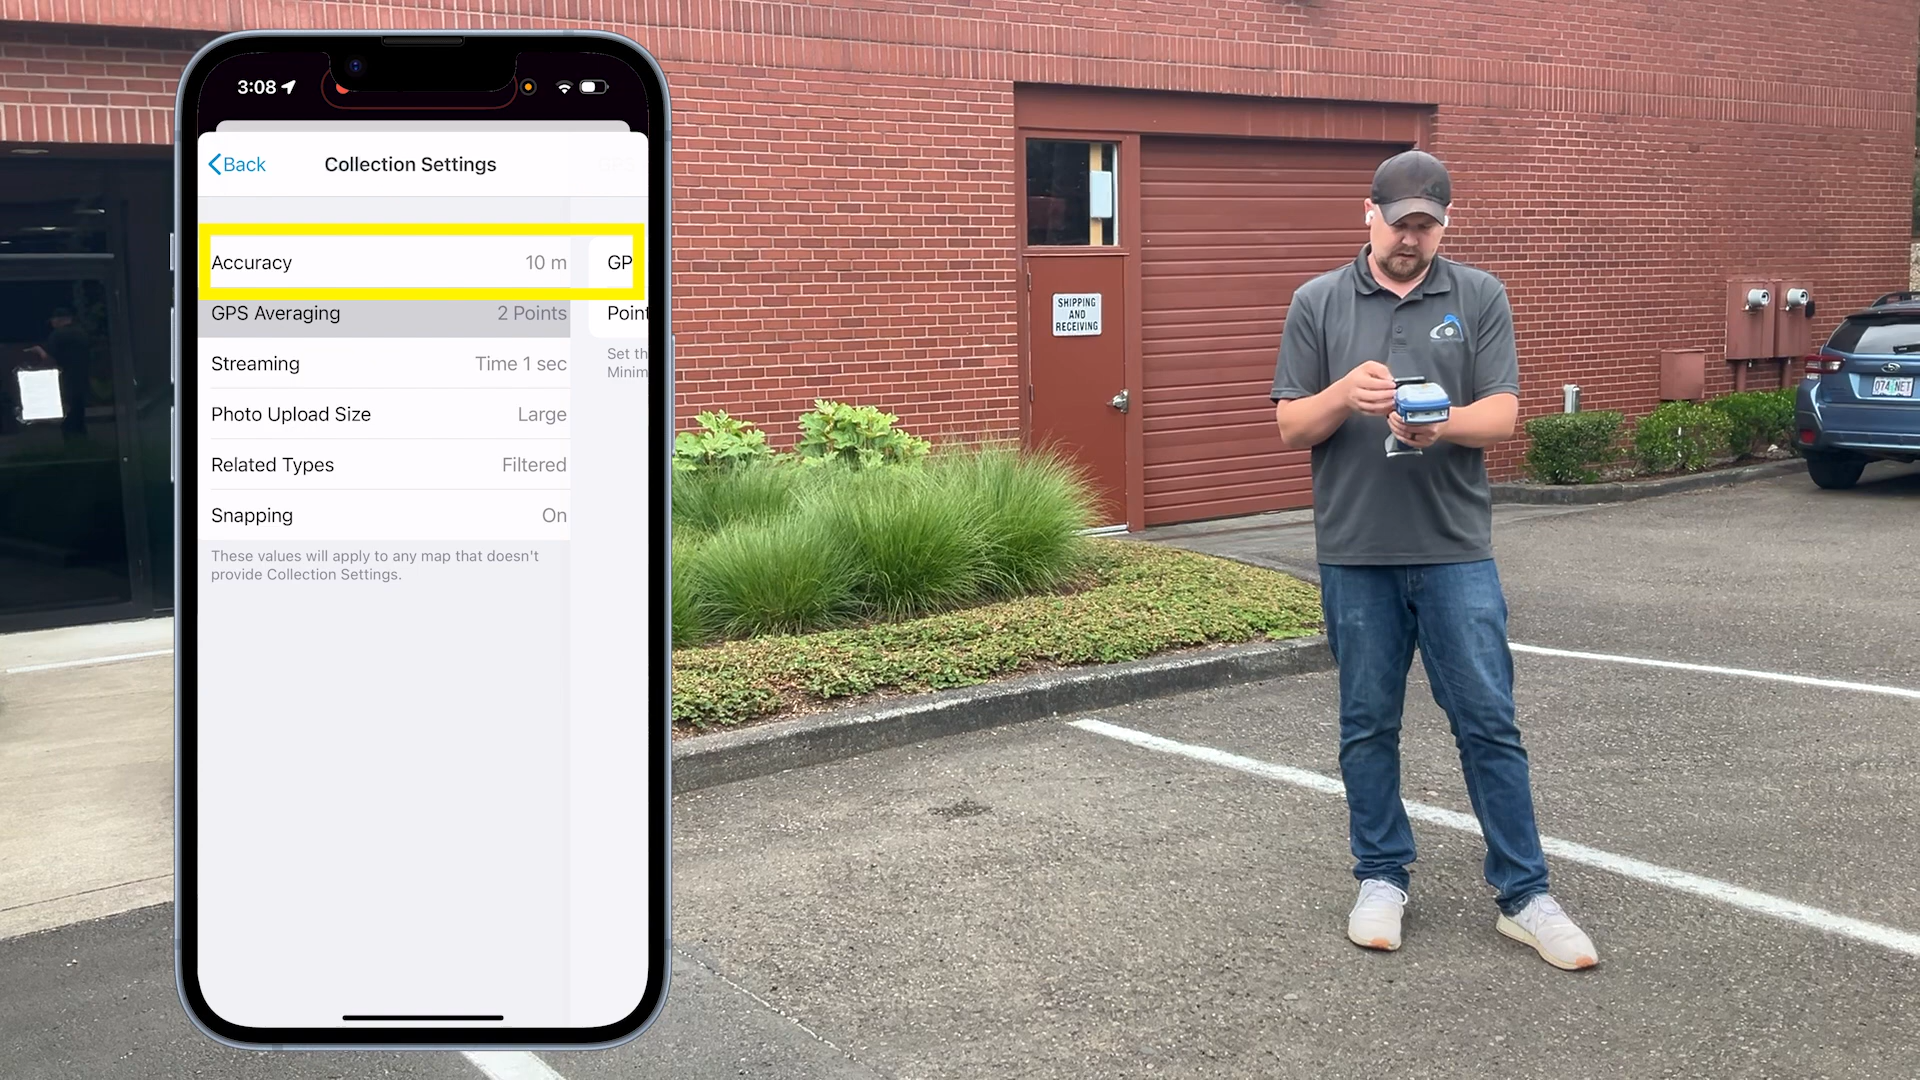 3:08
Back
Collection Settings
Accuracy 10 m
GP
GPS Averaging 2 Points
Point
Streaming Time 1 sec
Set th
Minim
Photo Upload Size Large
Related Types Filtered
Snapping On
These values will apply to any map that doesn't
provide Collection Settings.
SHIPPING
AND
RECEIVING
074 NET